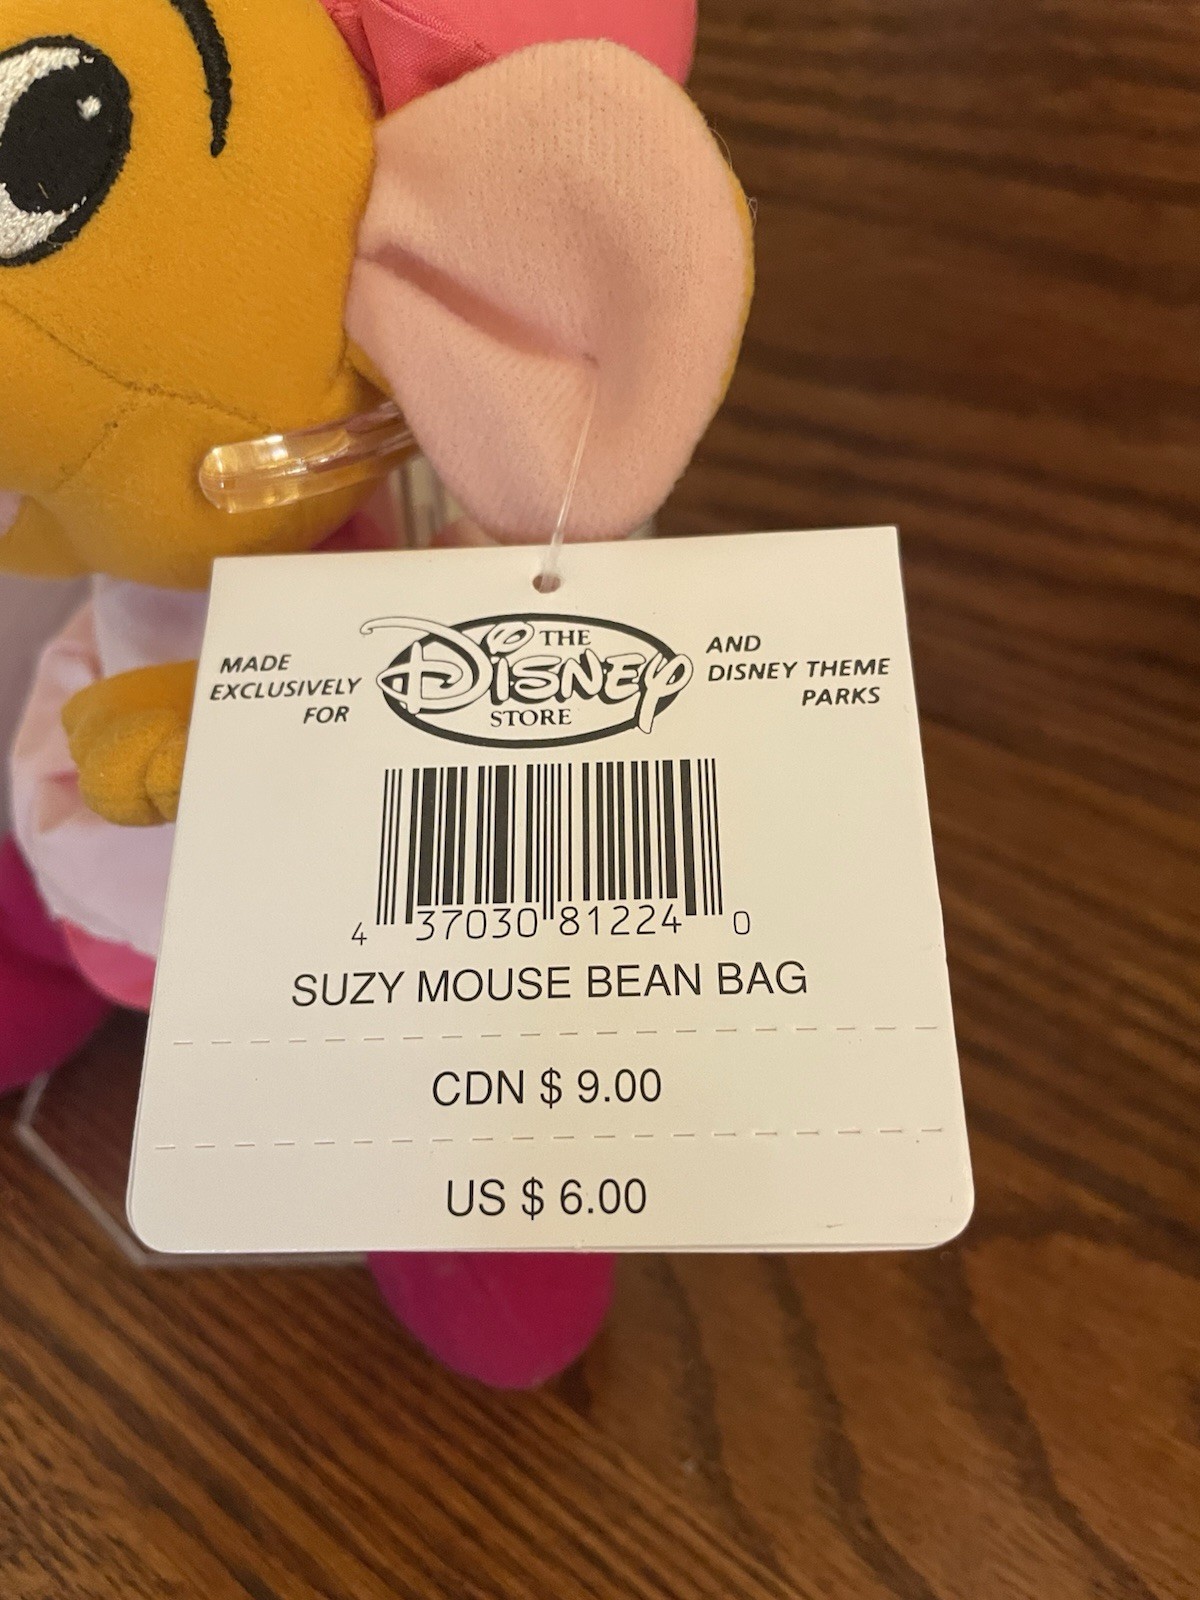 MADE
EXCLUSIVELY
FOR
THE
Disney
STORE
AND
DISNEY THEME
PARKS
4 37030 81224 0
SUZY MOUSE BEAN BAG
CDN $ 9.00
US $ 6.00